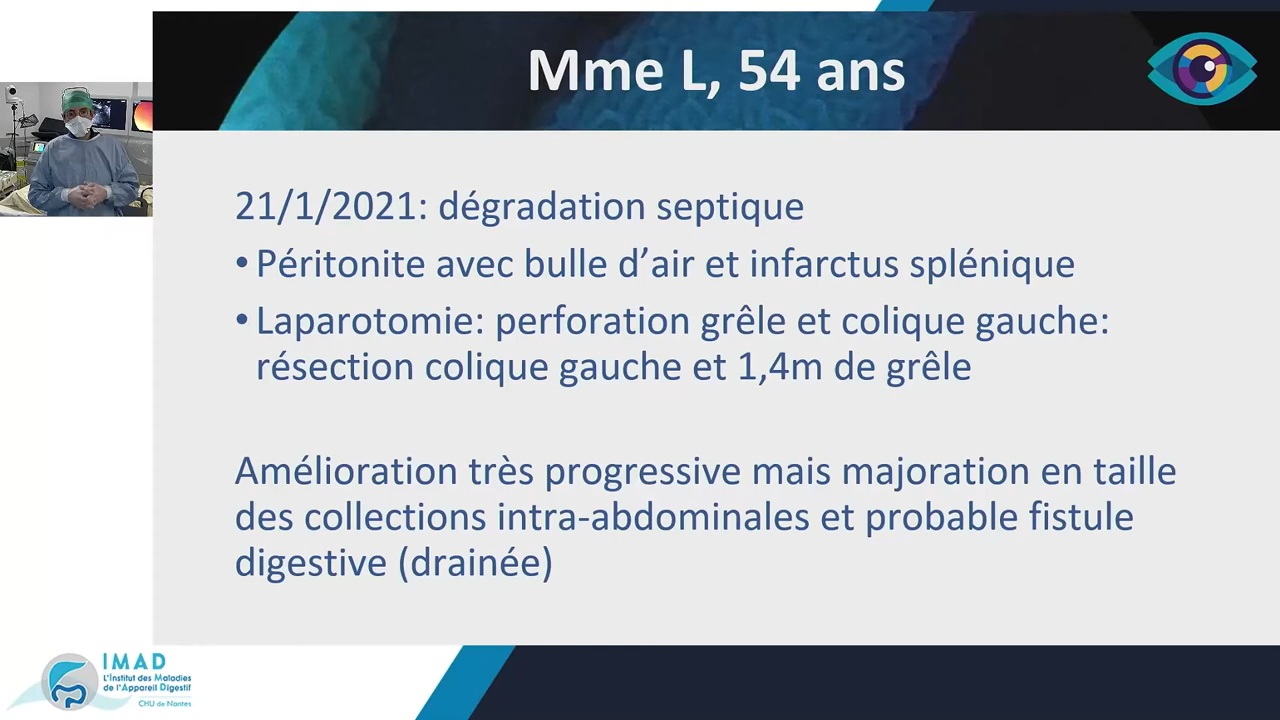 Mme L, 54 ans
21/1/2021: dégradation septique
• Péritonite avec bulle d’air et infarctus splénique
• Laparotomie: perforation grêle et colique gauche:
résection colique gauche et 1,4m de grêle
Amélioration très progressive mais majoration en taille
des collections intra-abdominales et probable fistule
digestive (drainée)
IMAD
L'Institut des Maladies
de l'Appareil Digestif
CHU de Nantes